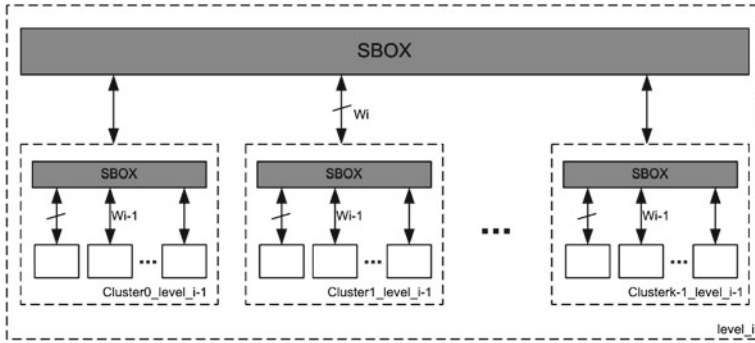 SBOX
Wi
SBOX
SBOX
SBOX
Wi-1
Wi-1
Wi-1
...
...
...
...
Cluster0_level_i-1
Cluster1_level_i-1
Clusterk-1_level_i-1
level_i